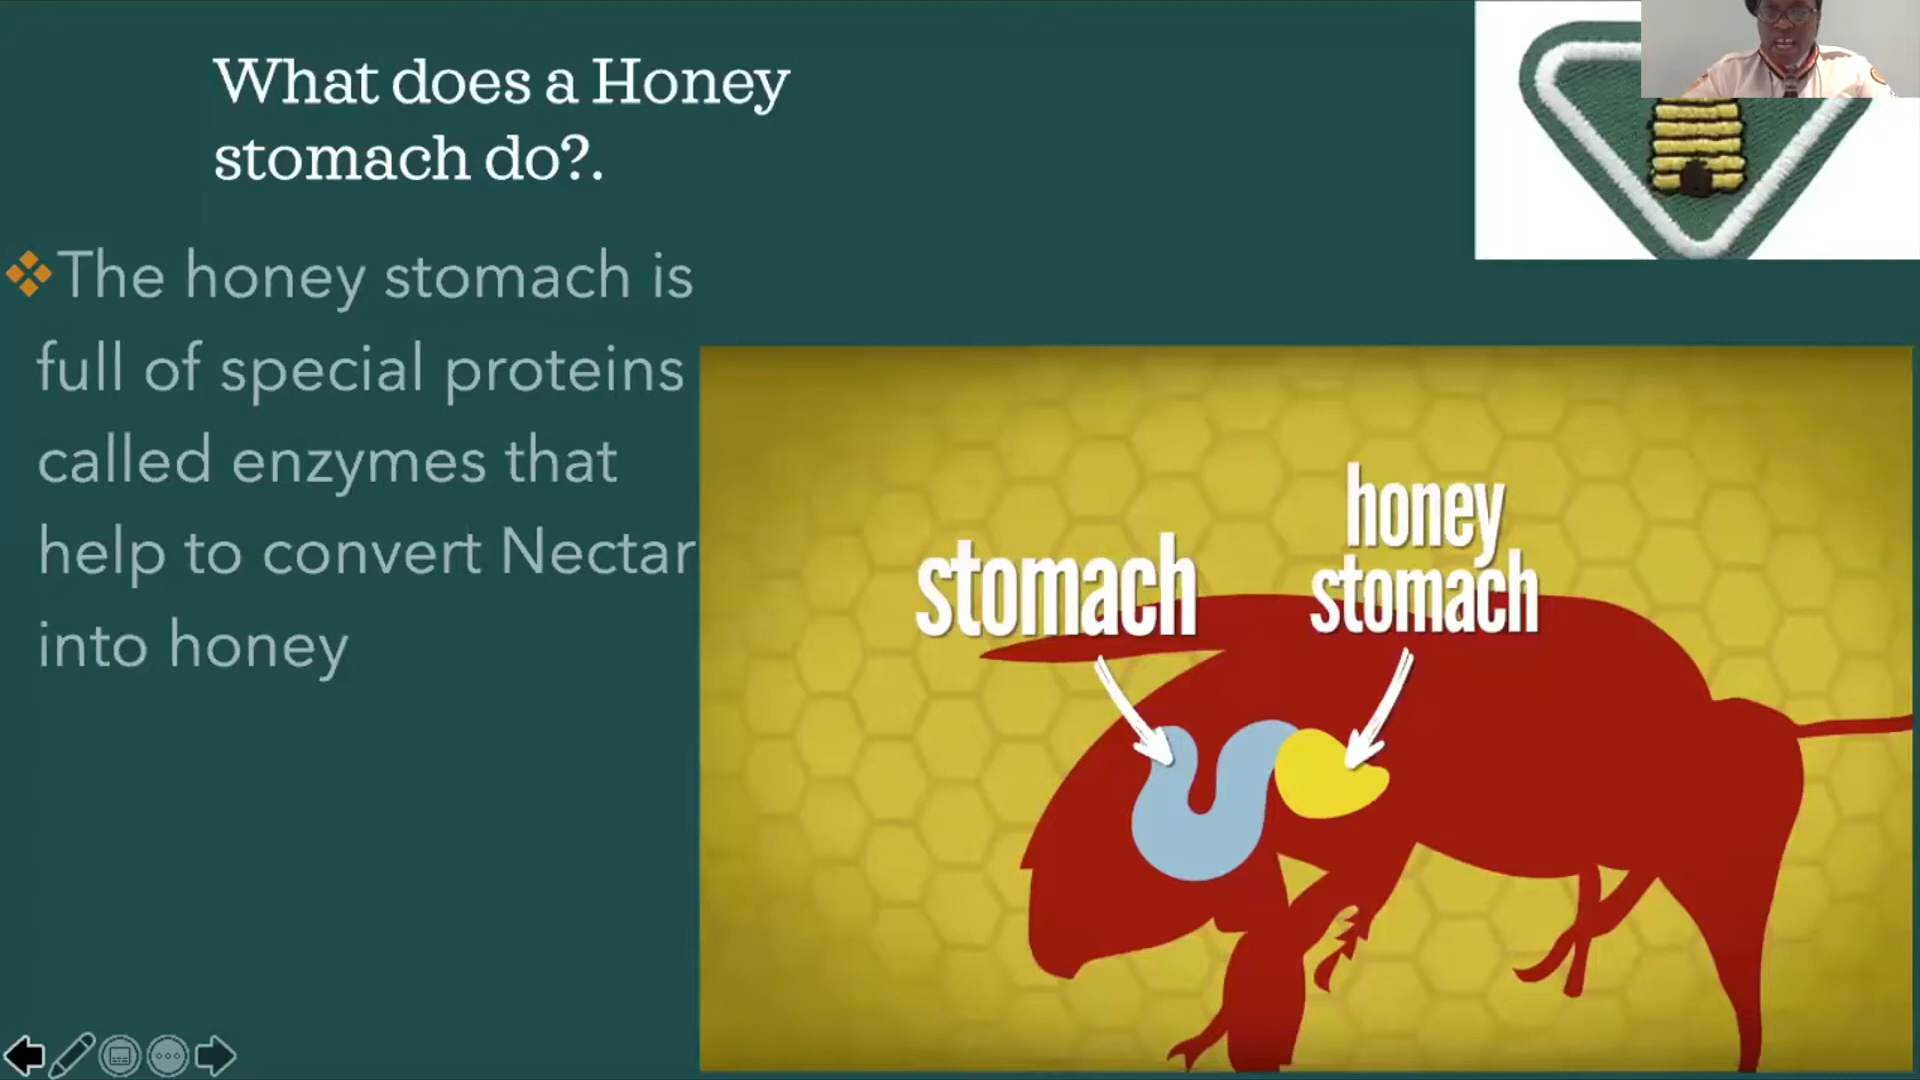 What does a Honey
stomach do?.
The honey stomach is
full of special proteins
called enzymes that
help to convert Nectar
into honey
stomach
honey
stomach